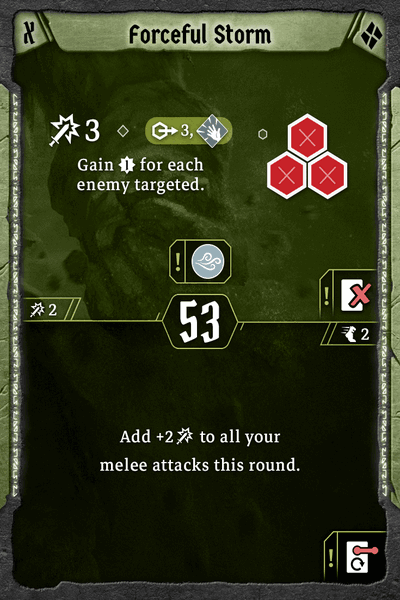 Forceful Storm
3 3,
Gain 1 for each
enemy targeted.
! !
2 53 2
Add +2 to all your
melee attacks this round.
!